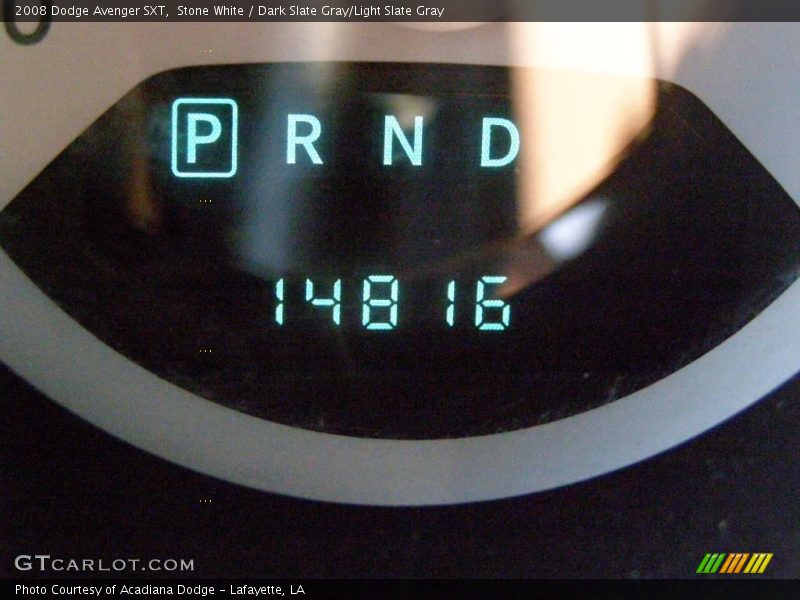 2008 Dodge Avenger SXT,  Stone White / Dark Slate Gray/Light Slate Gray
P R N D
14816
GTCARLOT.COM
Photo Courtesy of Acadiana Dodge - Lafayette, LA